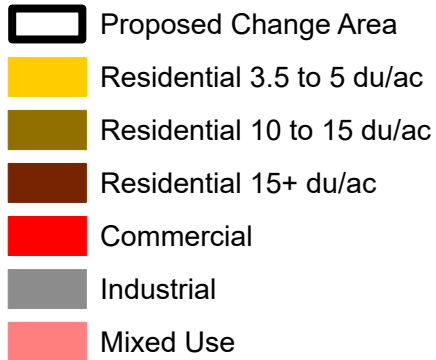 Proposed Change Area
Residential 3.5 to 5 du/ac
Residential 10 to 15 du/ac
Residential 15+ du/ac
Commercial
Industrial
Mixed Use